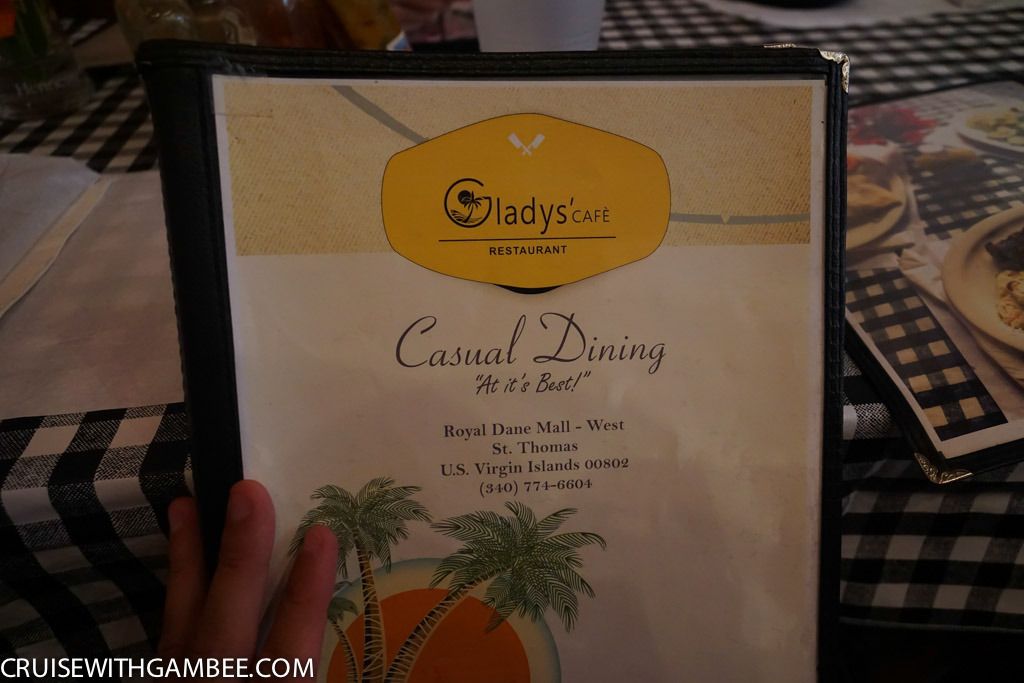 Gladys' CAFÈ
RESTAURANT
Casual Dining
"At it's Best!"
Royal Dane Mall - West
St. Thomas
U.S. Virgin Islands 00802
(340) 774-6604
CRUISEWITHGAMBEE.COM